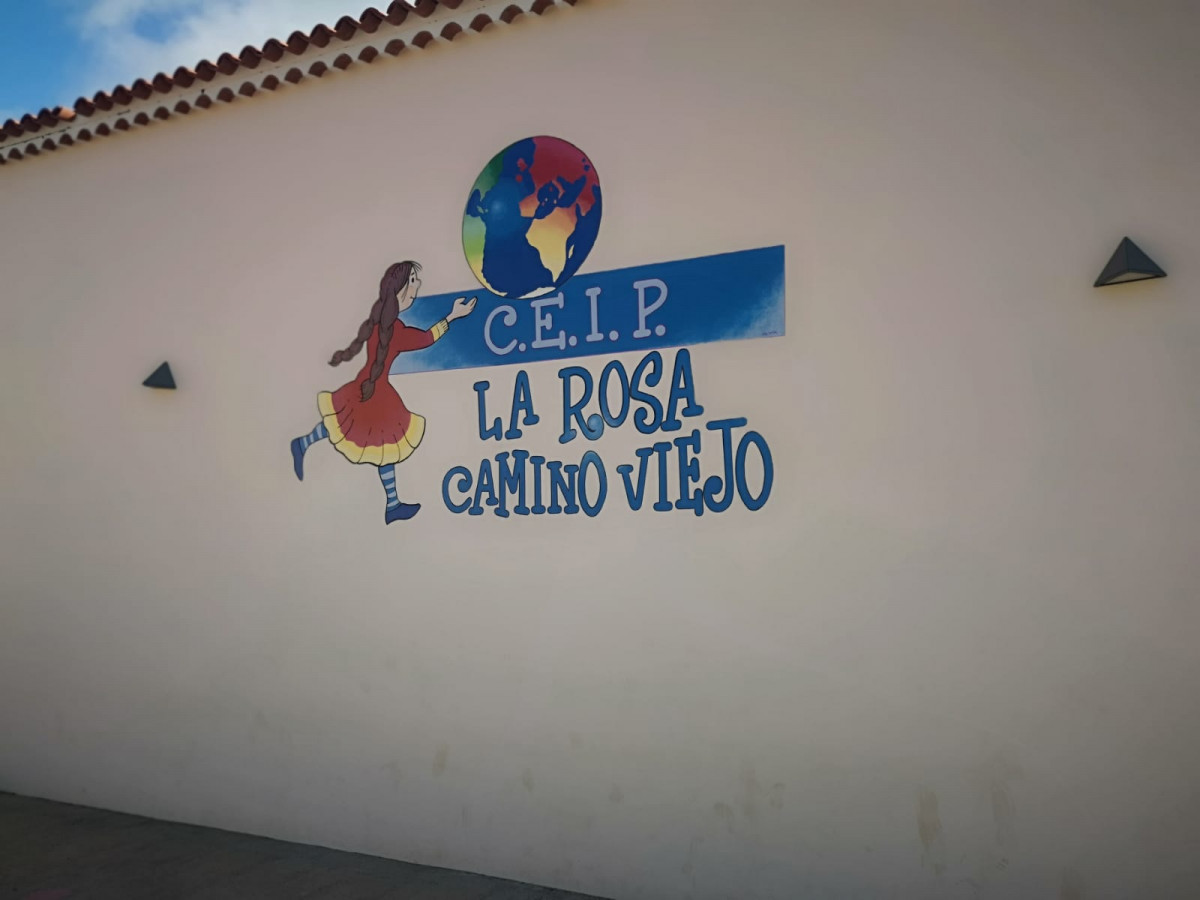 C.E.I.P.
LA ROSA
CAMINO VIEJO